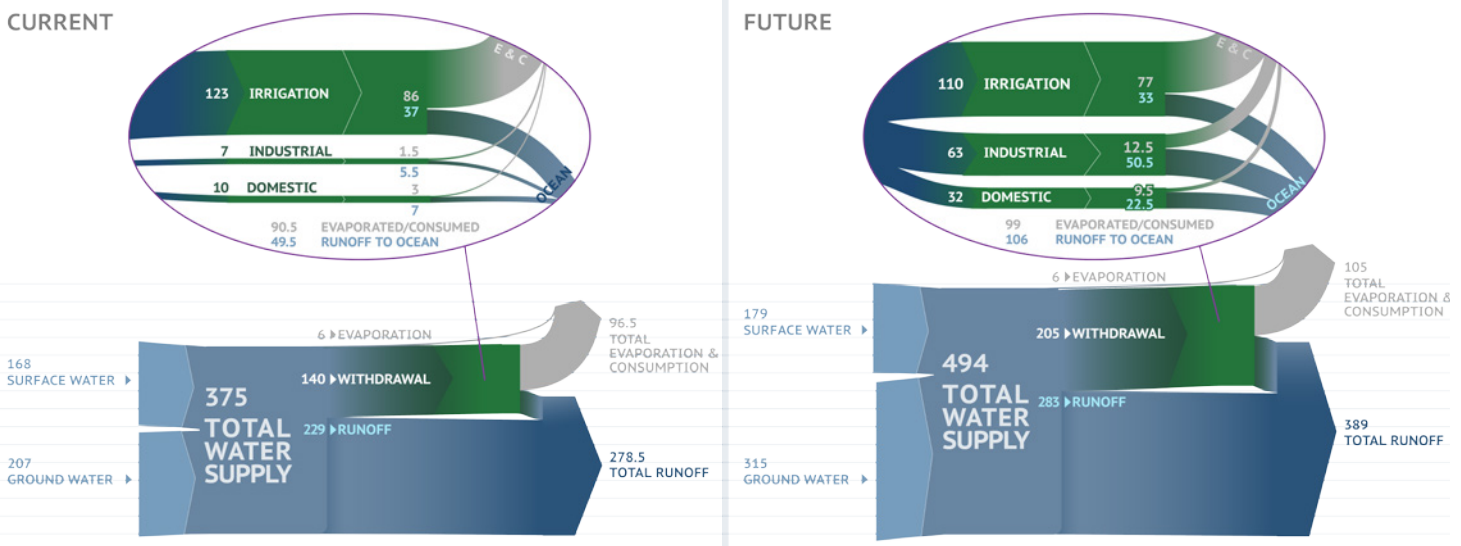 CURRENT
E & C
123 IRRIGATION
86
37
7 INDUSTRIAL 1.5
5.5
10 DOMESTIC 3
7
OCEAN
90.5 EVAPORATED/CONSUMED
49.5 RUNOFF TO OCEAN
6 EVAPORATION
96.5
TOTAL
EVAPORATION &
CONSUMPTION
168
SURFACE WATER
140 WITHDRAWAL
375
TOTAL
WATER
SUPPLY
229 RUNOFF
207
GROUND WATER
278.5
TOTAL RUNOFF
FUTURE
E & C
110 IRRIGATION
77
33
63 INDUSTRIAL
12.5
50.5
32 DOMESTIC
9.5
22.5
OCEAN
99 EVAPORATED/CONSUMED
106 RUNOFF TO OCEAN
6 EVAPORATION
105
TOTAL
EVAPORATION &
CONSUMPTION
179
SURFACE WATER
205 WITHDRAWAL
494
TOTAL
WATER
SUPPLY
283 RUNOFF
389
TOTAL RUNOFF
315
GROUND WATER